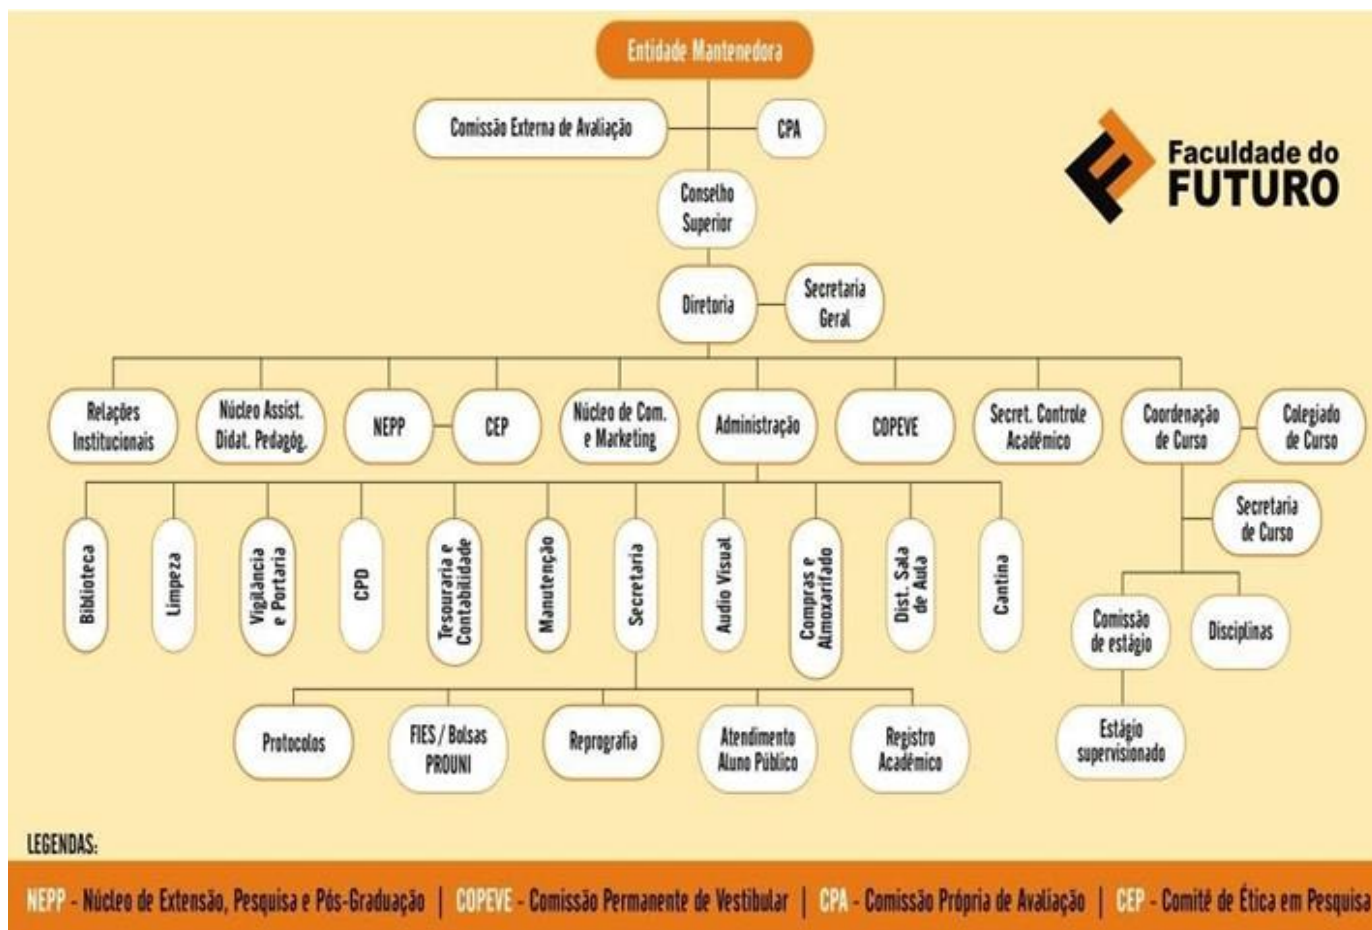 Entidade Mantenedora
Comissão Externa de Avaliação
CPA
Faculdade do
FUTURO
Conselho
Superior
Diretoria
Secretaria
Geral
Relações
Institucionais
Núcleo Assist.
Didat. Pedagóg.
NEPP
CEP
Núcleo de Com.
e Marketing
Administração
COPEVE
Secret. Controle
Acadêmico
Coordenação
de Curso
Colegiado
de Curso
Secretaria
de Curso
Biblioteca
Limpeza
Vigilância
e Portaria
CPD
Tesouraria e
Contabilidade
Manutenção
Secretaria
Audio Visual
Compras e
Almoxarifado
Dist. Sala
de Aula
Cantina
Comissão
de estágio
Disciplinas
Protocolos
FIES / Bolsas
PROUNI
Reprografia
Atendimento
Aluno Público
Registro
Acadêmico
Estágio
supervisionado
LEGENDAS:
NEPP - Núcleo de Extensão, Pesquisa e Pós-Graduação | COPEVE - Comissão Permanente de Vestibular | CPA - Comissão Própria de Avaliação | CEP - Comitê de Ética em Pesquisa